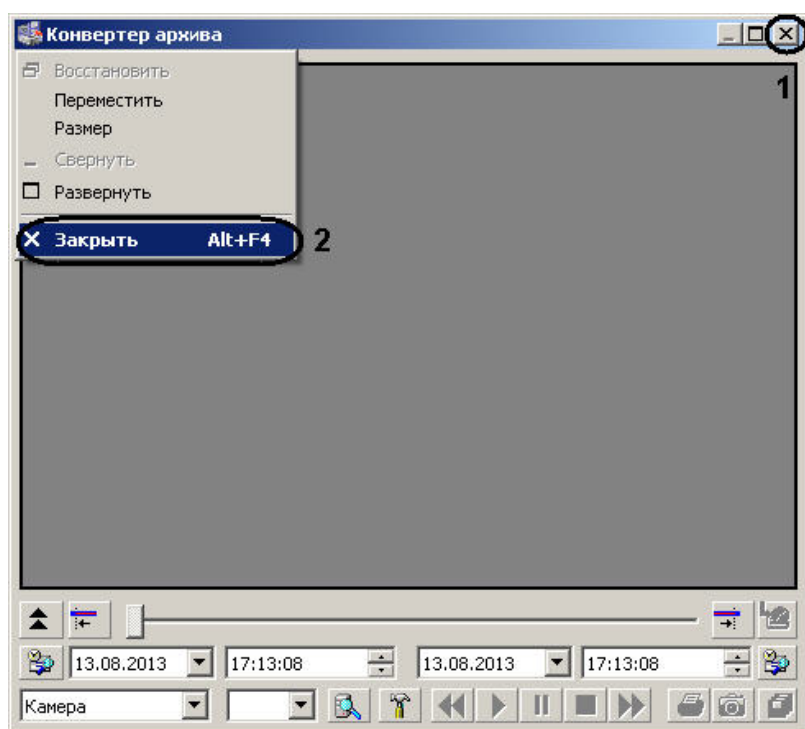 Конвертер архива
1
Восстановить
Переместить
Размер
Свернуть
Развернуть
Закрыть Alt+F4 2
13.08.2013 17:13:08 13.08.2013 17:13:08
Камера